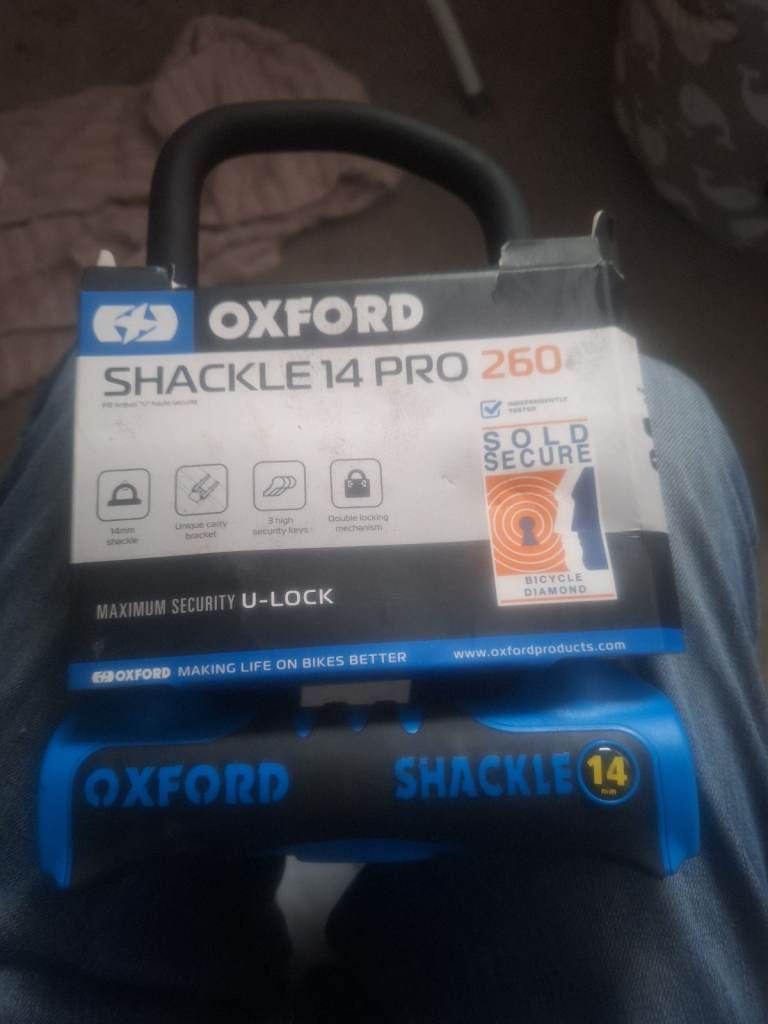 OXFORD
SHACKLE 14 PRO 260
INDEPENDENTLY
TESTED
SOLD
SECURE
14mm
shackle
Unique carry
bracket
3 high
security keys
Double locking
mechanism
BICYCLE
DIAMOND
MAXIMUM SECURITY U-LOCK
OXFORD MAKING LIFE ON BIKES BETTER www.oxfordproducts.com
OXFORD SHACKLE 14
mm